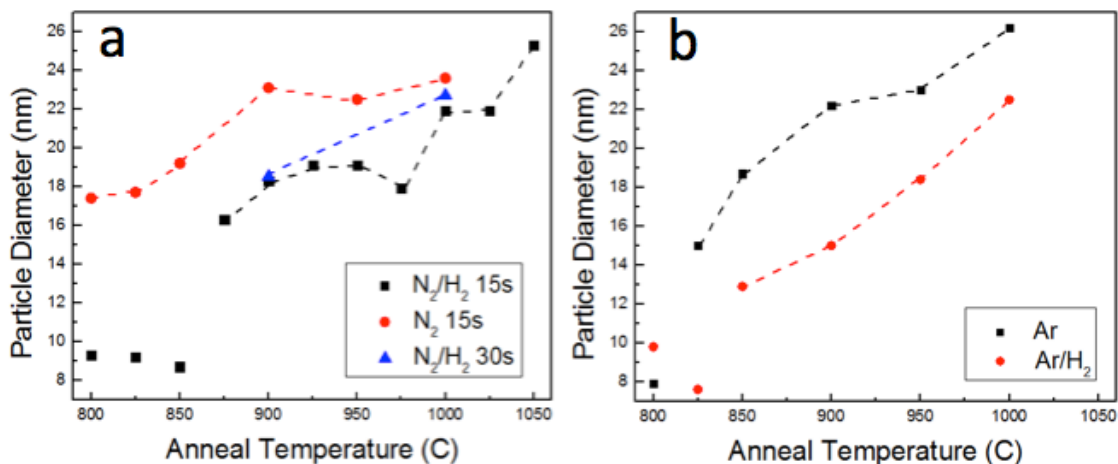 a
26
24
22
20
18
16
14
12
10
8
Particle Diameter (nm)
800 850 900 950 1000 1050
Anneal Temperature (C)
N₂/H₂ 15s
N₂ 15s
N₂/H₂ 30s
b
26
24
22
20
18
16
14
12
10
8
Particle Diameter (nm)
800 850 900 950 1000 1050
Anneal Temperature (C)
Ar
Ar/H₂